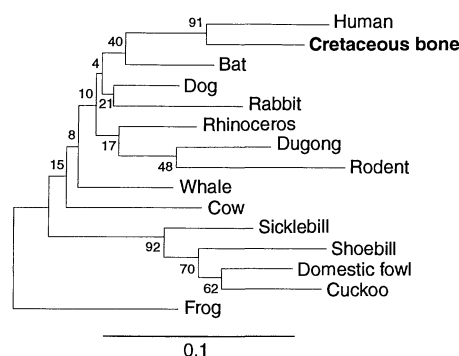 91
Human
40
Cretaceous bone
4
Bat
Dog
10
21
Rabbit
Rhinoceros
8
17
Dugong
48
Rodent
15
Whale
Cow
Sicklebill
92
Shoebill
70
Domestic fowl
62
Cuckoo
Frog
0.1